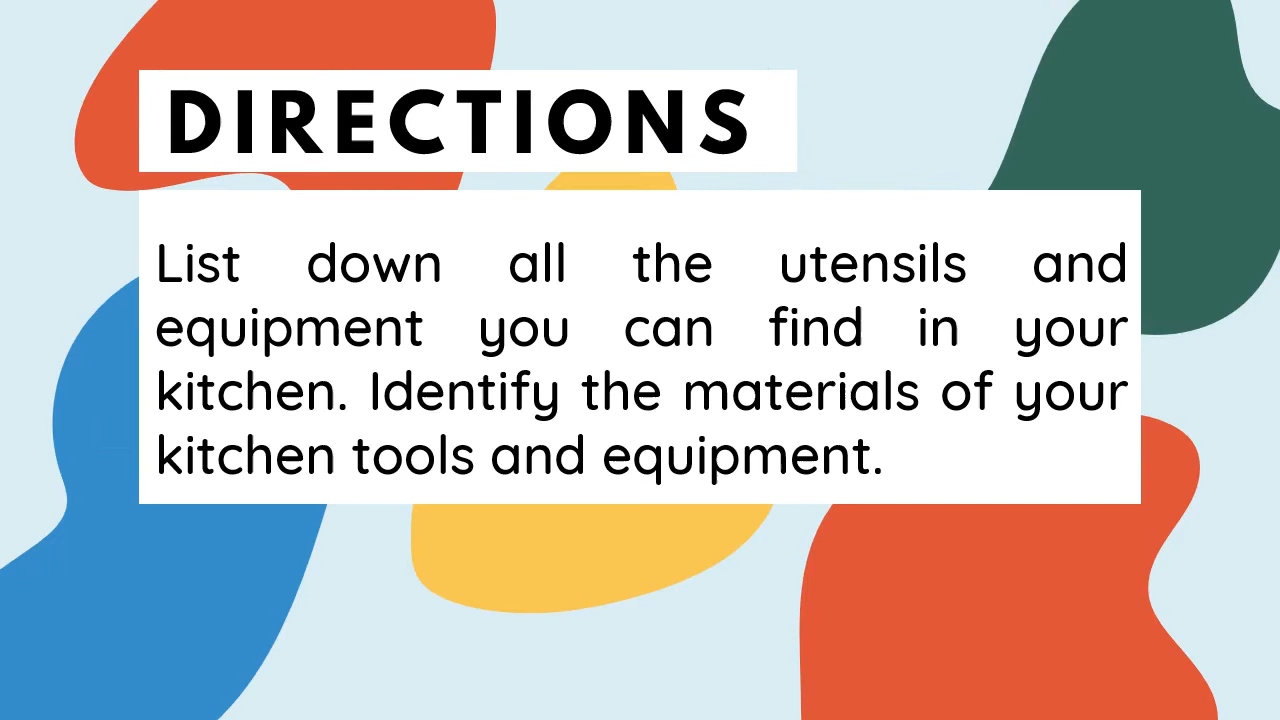 DIRECTIONS
List down all the utensils and
equipment you can find in your
kitchen. Identify the materials of your
kitchen tools and equipment.